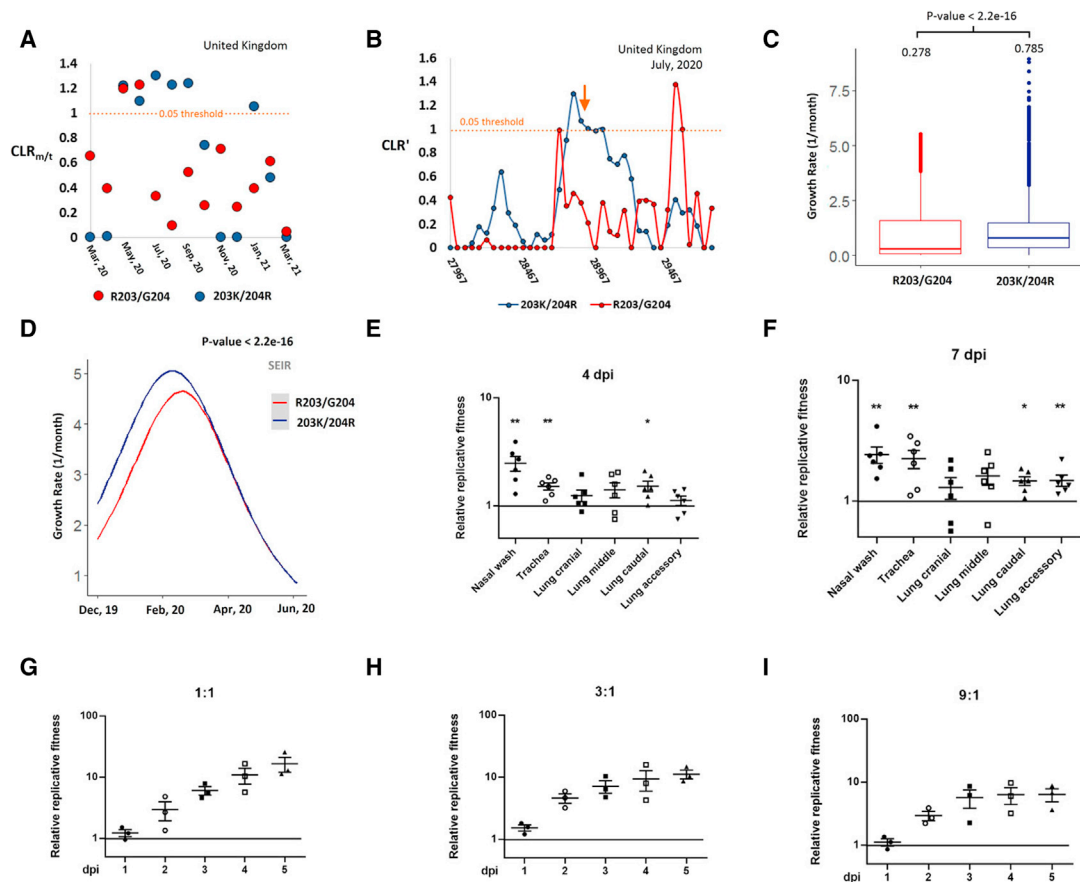 A
United Kingdom
CLRm/t
1.4
1.2
1
0.8
0.6
0.4
0.2
0
0.05 threshold
Mar, 20
May, 20
Jul, 20
Sep, 20
Nov, 20
Jan, 21
Mar, 21
R203/G204
203K/204R
B
United Kingdom
July, 2020
CLR'
1.6
1.4
1.2
1
0.8
0.6
0.4
0.2
0
0.05 threshold
27967
28467
28967
29467
203K/204R
R203/G204
C
P-value < 2.2e-16
0.278
0.785
Growth Rate (1/month)
7.5
5.0
2.5
0.0
R203/G204
203K/204R
D
P-value < 2.2e-16
SEIR
R203/G204
203K/204R
Growth Rate (1/month)
5
4
3
2
1
Dec, 19
Feb, 20
Apr, 20
Jun, 20
E
4 dpi
Relative replicative fitness
10
1
**
**
*
Nasal wash
Trachea
Lung cranial
Lung middle
Lung caudal
Lung accessory
F
7 dpi
Relative replicative fitness
10
1
**
**
*
**
Nasal wash
Trachea
Lung cranial
Lung middle
Lung caudal
Lung accessory
G
1:1
Relative replicative fitness
100
10
1
dpi 1 2 3 4 5
H
3:1
Relative replicative fitness
100
10
1
dpi 1 2 3 4 5
I
9:1
Relative replicative fitness
100
10
1
dpi 1 2 3 4 5